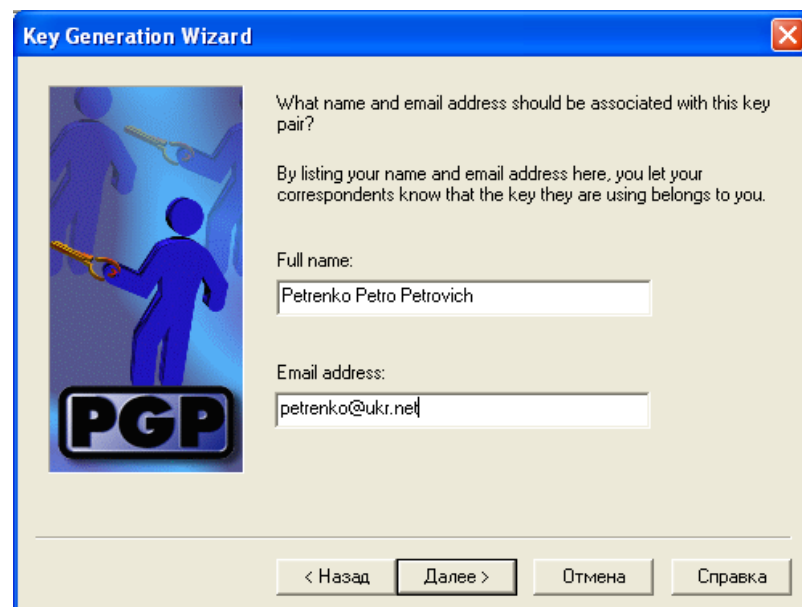 Key Generation Wizard
What name and email address should be associated with this key
pair?
By listing your name and email address here, you let your
correspondents know that the key they are using belongs to you.
Full name:
Petrenko Petro Petrovich
Email address:
petrenko@ukr.net
PGP
< Назад
Далее >
Отмена
Справка